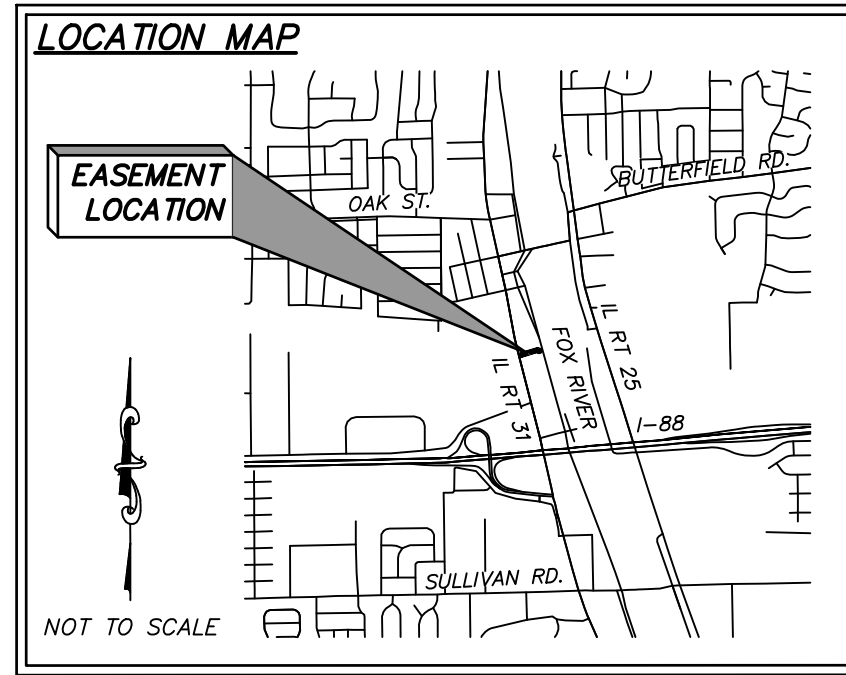 LOCATION MAP
EASEMENT
LOCATION
OAK ST.
BUTTERFIELD RD.
IL RT 25
FOX RIVER
IL RT 31
I-88
SULLIVAN RD.
NOT TO SCALE